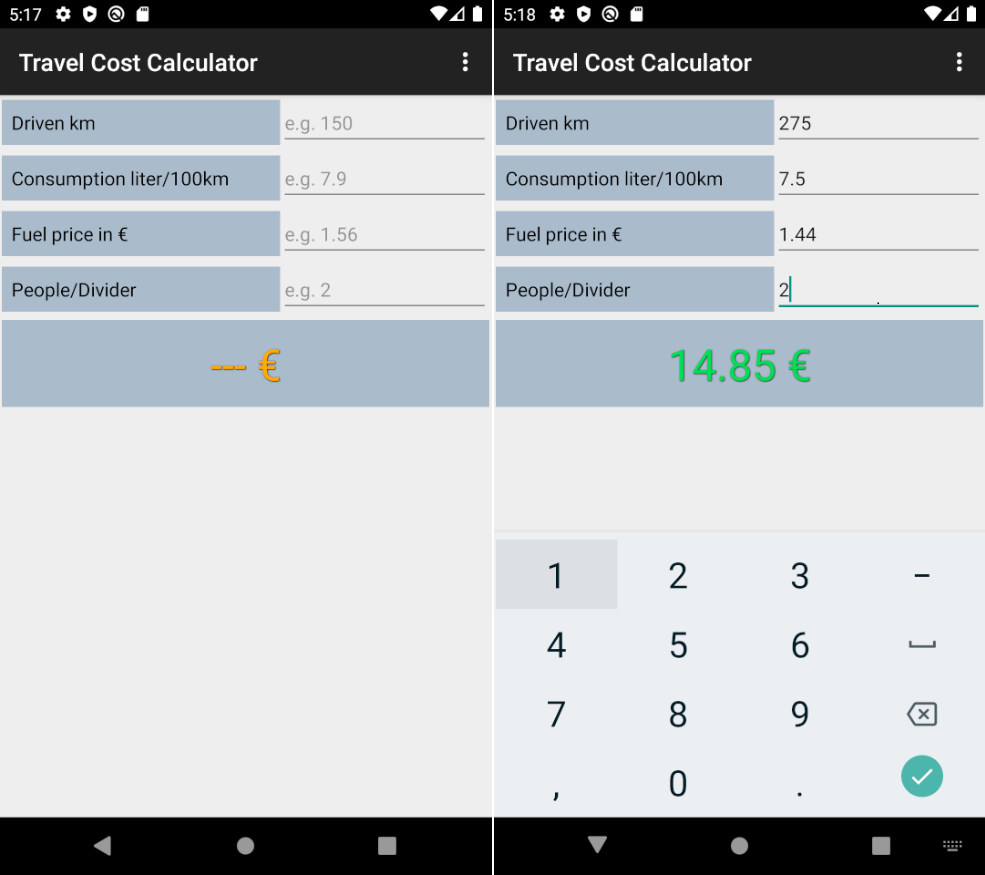 5:17
Travel Cost Calculator
Driven km e.g. 150
Consumption liter/100km e.g. 7.9
Fuel price in € e.g. 1.56
People/Divider e.g. 2
--- €
5:18
Travel Cost Calculator
Driven km 275
Consumption liter/100km 7.5
Fuel price in € 1.44
People/Divider 2
14.85 €
1 2 3 -
4 5 6
7 8 9
, 0 .